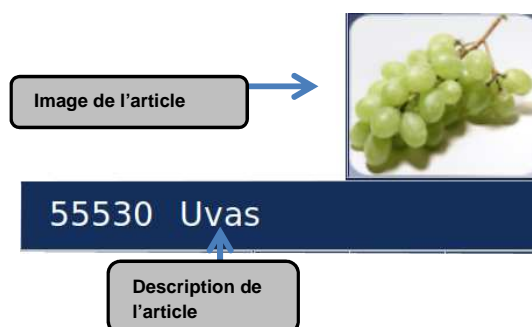 Image de l’article
55530 Uvas
Description de
l’article